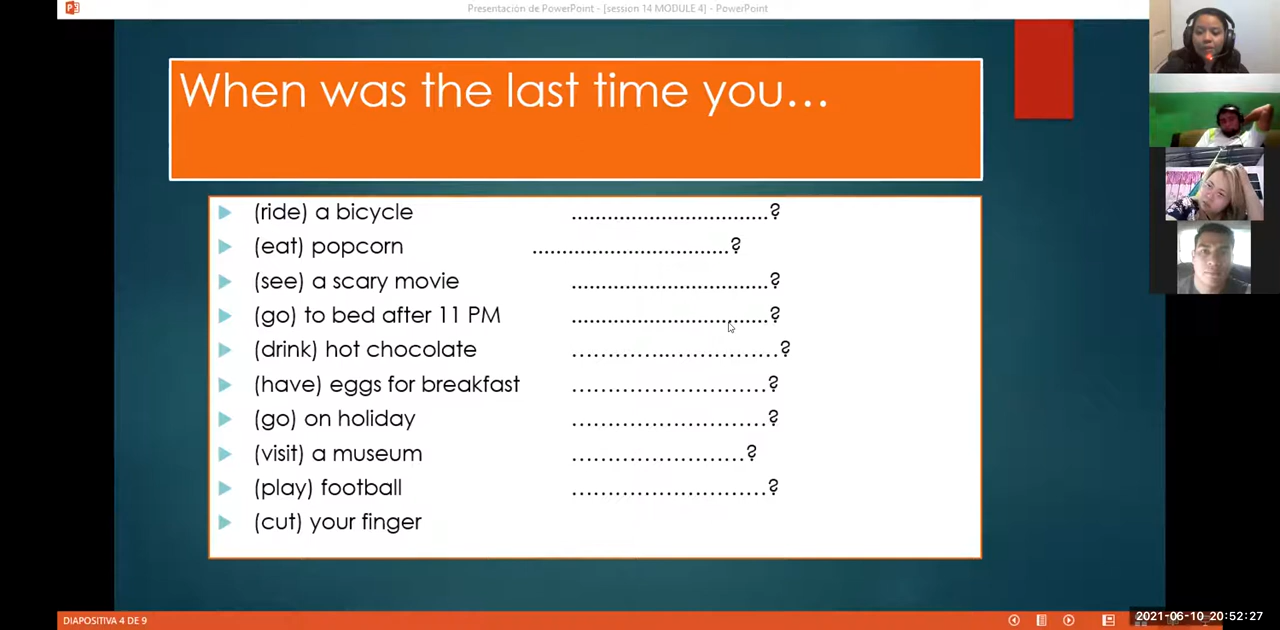 Presentación de PowerPoint - [session 14 MODULE 4] - PowerPoint
When was the last time you…
(ride) a bicycle ……………………………?
(eat) popcorn ……………………………?
(see) a scary movie ……………………………?
(go) to bed after 11 PM ……………………………?
(drink) hot chocolate ……………………………?
(have) eggs for breakfast ………………………?
(go) on holiday ………………………?
(visit) a museum ……………………?
(play) football ………………………?
(cut) your finger
DIAPOSITIVA 4 DE 9
2021-06-10 20:52:27